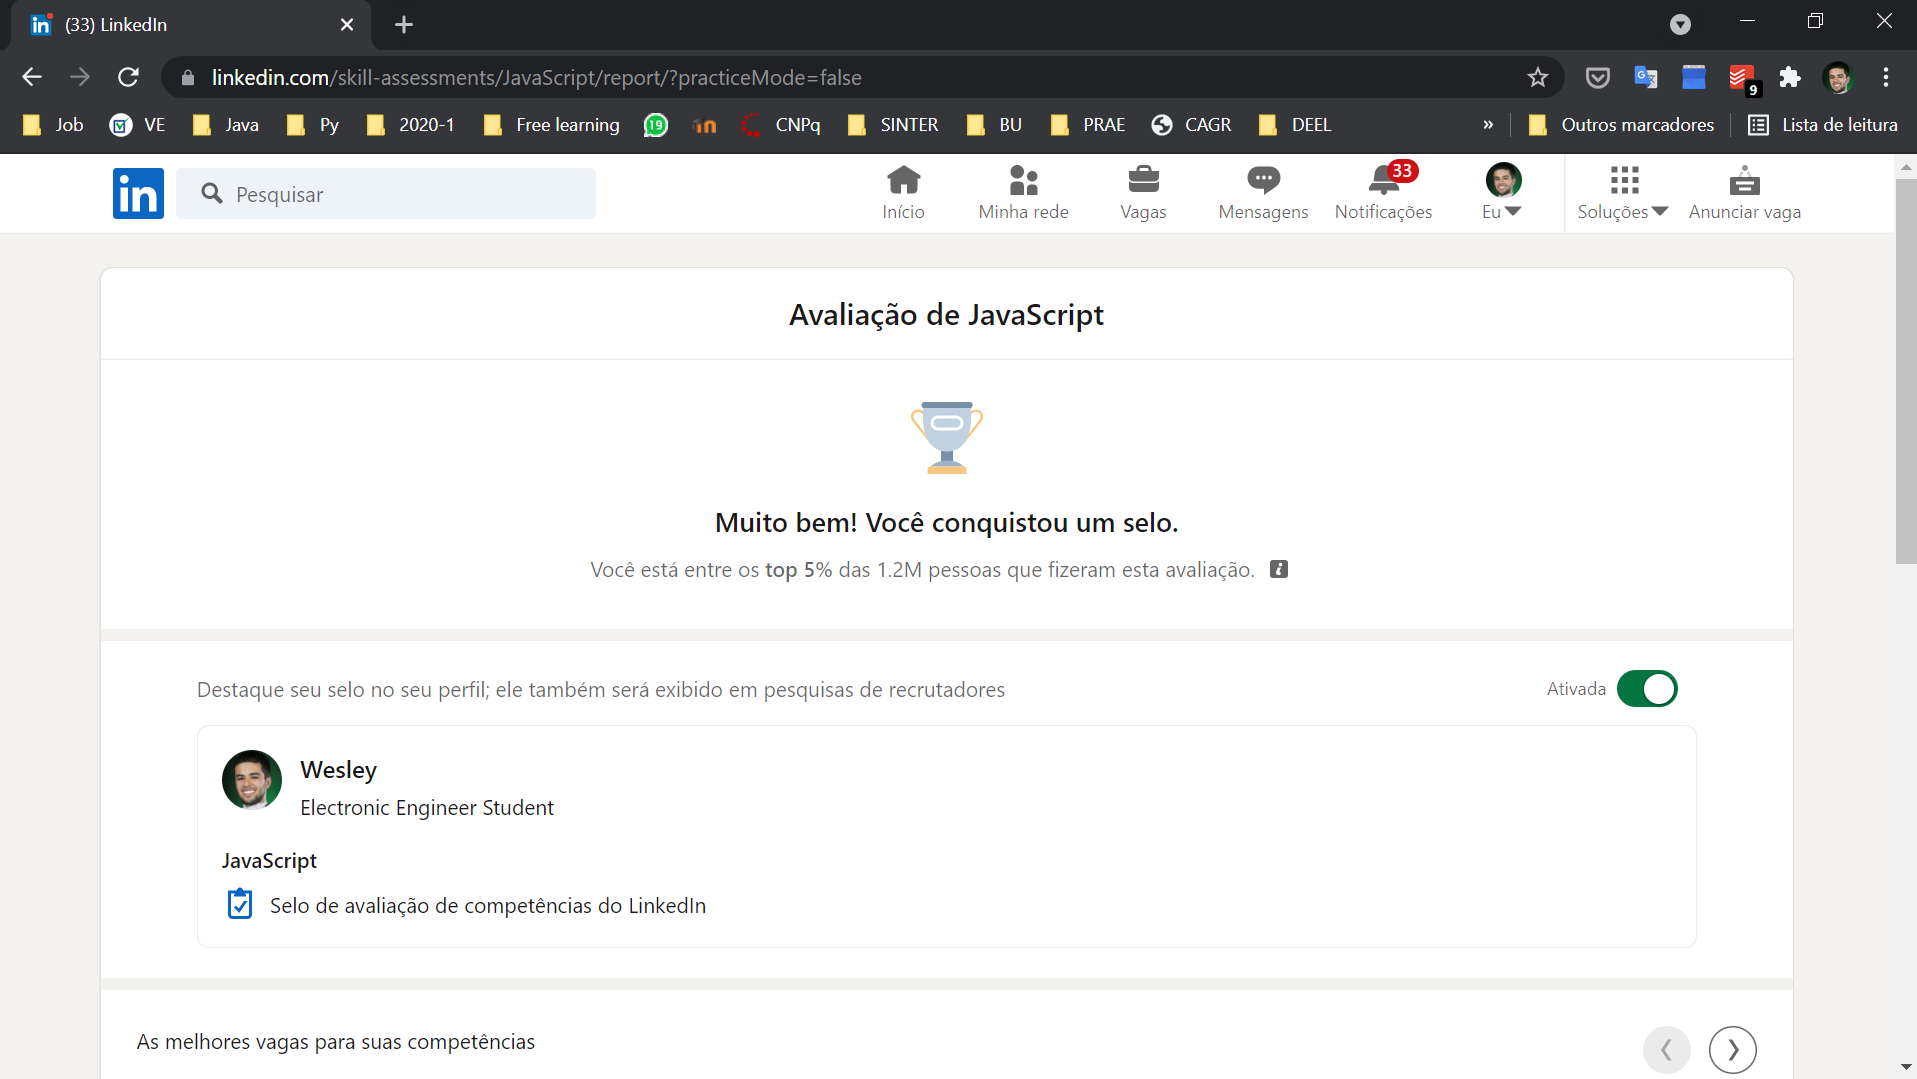 (33) LinkedIn
linkedin.com/skill-assessments/JavaScript/report/?practiceMode=false
9
Job VE Java Py 2020-1 Free learning 19 in CNPq SINTER BU PRAE CAGR DEEL » Outros marcadores Lista de leitura
in Pesquisar
33
Início Minha rede Vagas Mensagens Notificações Eu Soluções Anunciar vaga
Avaliação de JavaScript
Muito bem! Você conquistou um selo.
Você está entre os top 5% das 1.2M pessoas que fizeram esta avaliação.
Destaque seu selo no seu perfil; ele também será exibido em pesquisas de recrutadores
Ativada
Wesley
Electronic Engineer Student
JavaScript
Selo de avaliação de competências do LinkedIn
As melhores vagas para suas competências